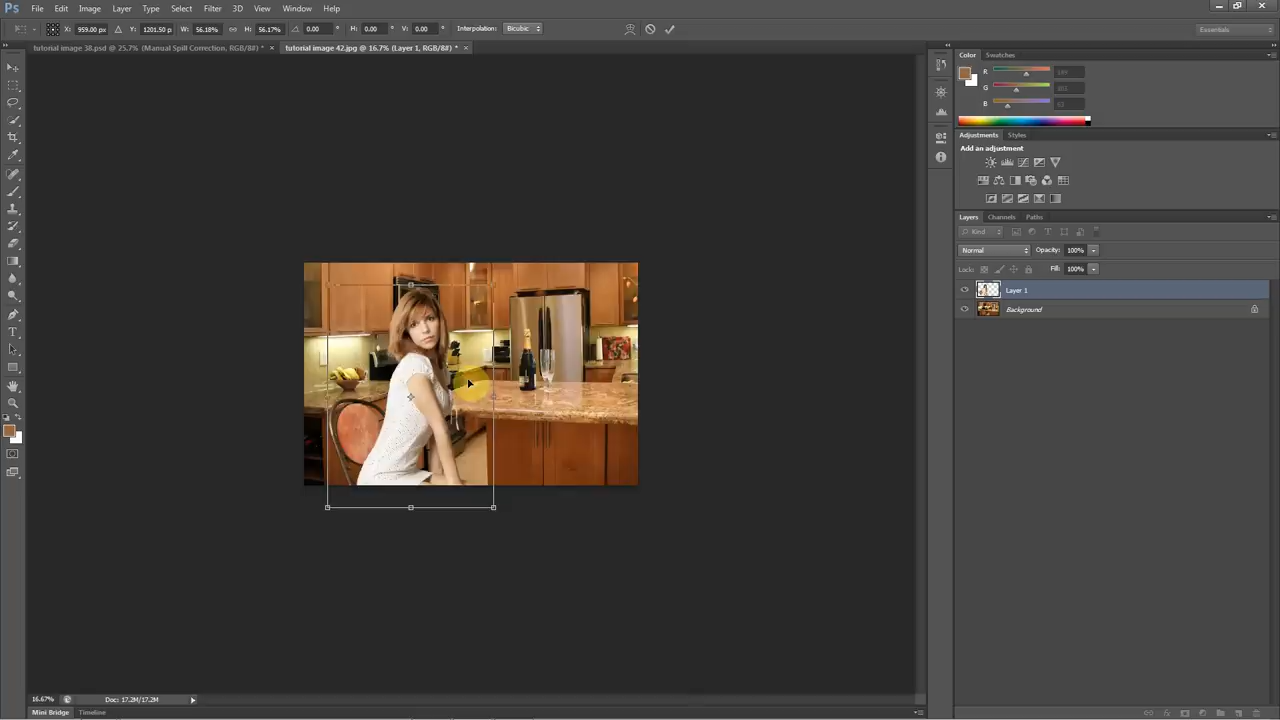 Ps File Edit Image Layer Type Select Filter 3D View Window Help
X: 959.00 px Y: 1201.50 p W: 56.18% H: 56.17% 0.00 ° H: 0.00 ° V: 0.00 ° Interpolation: Bicubic Essentials
tutorial image 38.psd @ 25.7% (Manual Spill Correction, RGB/8#) * × tutorial image 42.jpg @ 16.7% (Layer 1, RGB/8#) * ×
Color Swatches
R
G
B
Adjustments Styles
Add an adjustment
Layers Channels Paths
Kind
Normal Opacity: 100%
Lock: Fill: 100%
Layer 1
Background
16.67% Doc: 17.2M/17.2M
Mini Bridge Timeline